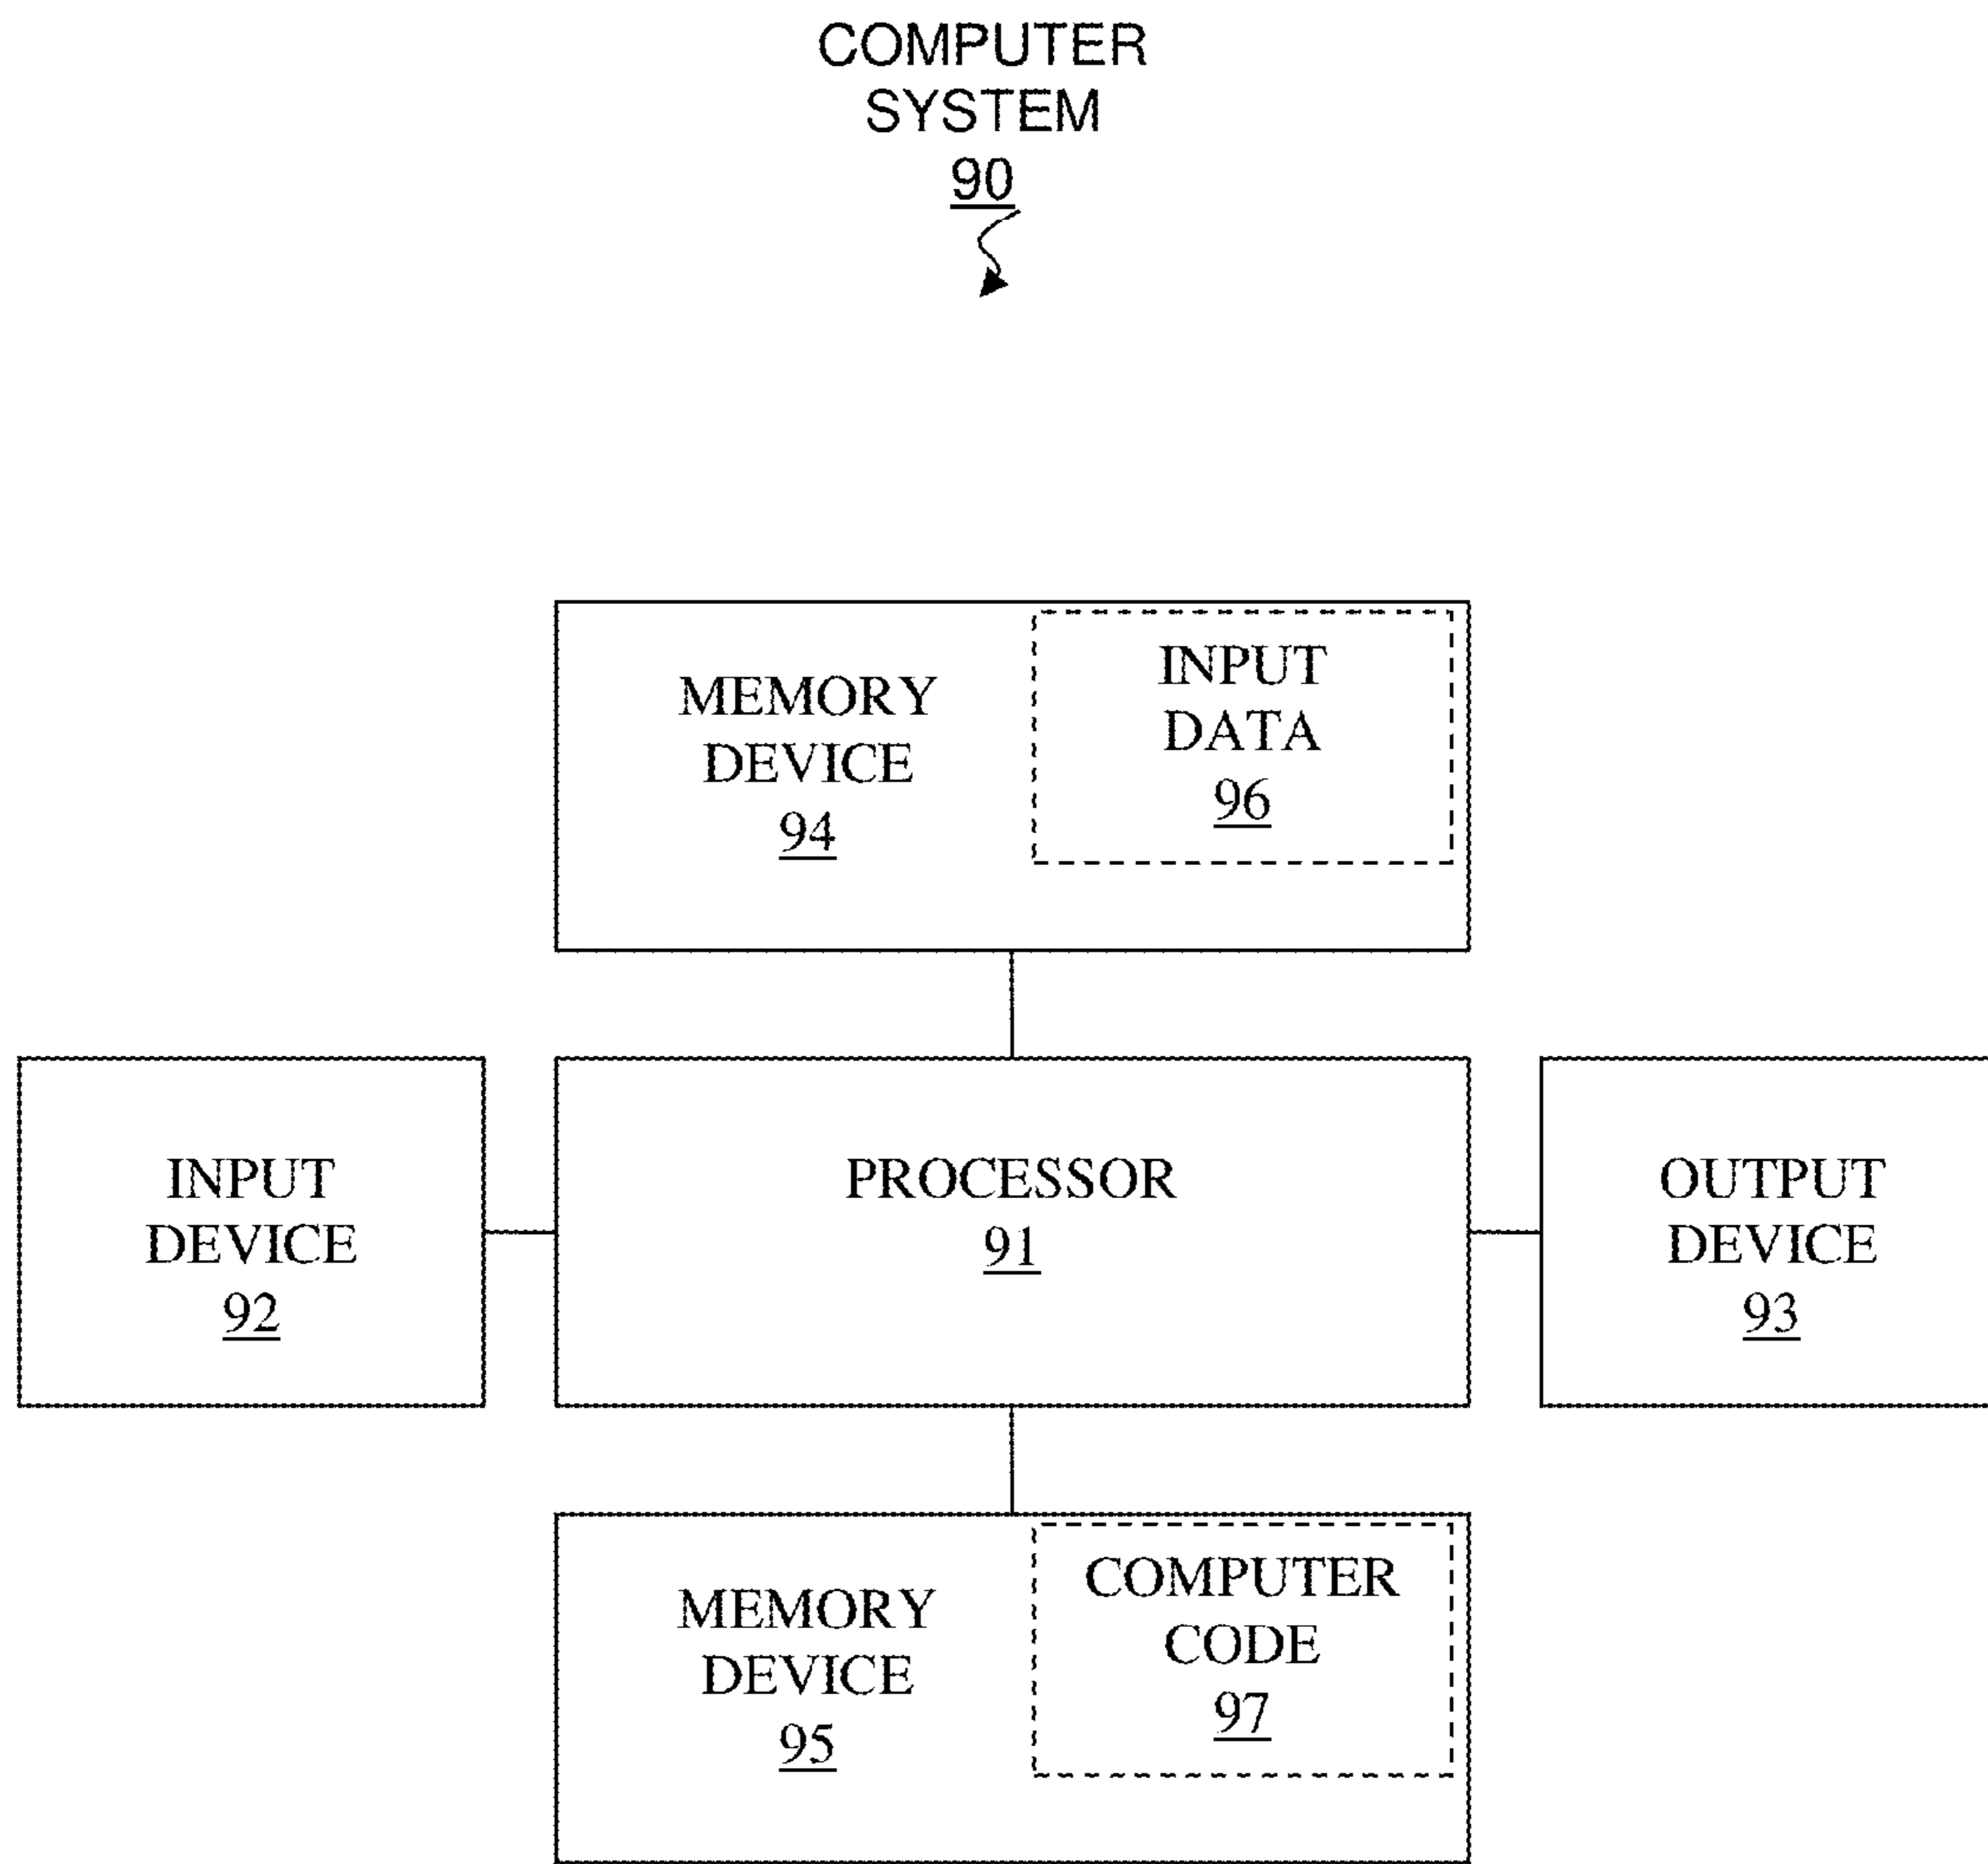 COMPUTER
SYSTEM
90
MEMORY
DEVICE
94
INPUT
DATA
96
INPUT
DEVICE
92
PROCESSOR
91
OUTPUT
DEVICE
93
MEMORY
DEVICE
95
COMPUTER
CODE
97